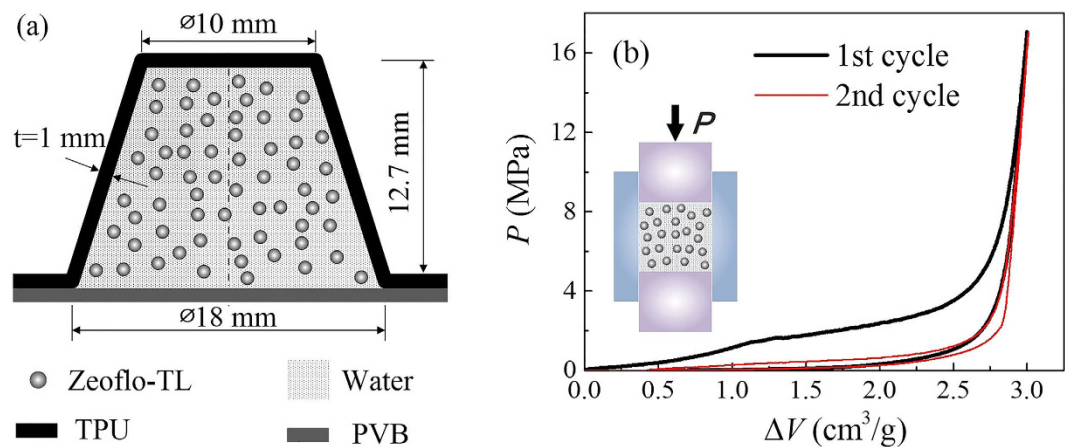 (a)
⌀10 mm
t=1 mm
12.7 mm
⌀18 mm
Zeoflo-TL
Water
TPU
PVB
(b)
1st cycle
2nd cycle
P
P (MPa)
16
12
8
4
0
0.0
0.5
1.0
1.5
2.0
2.5
3.0
ΔV (cm³/g)